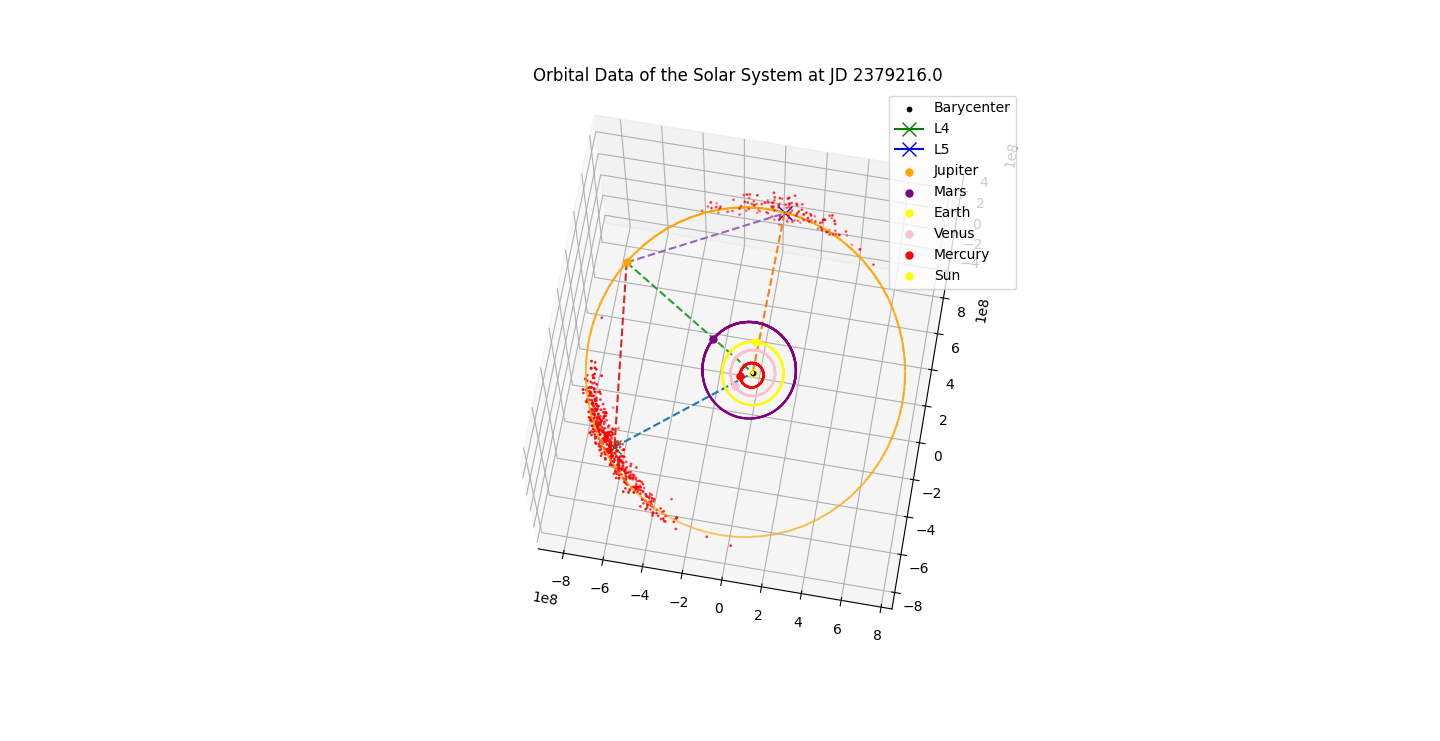 Orbital Data of the Solar System at JD 2379216.0
Barycenter
L4
L5
Jupiter
Mars
Earth
Venus
Mercury
Sun
1e8
4
2
0
−2
−4
1e8
8
6
4
2
0
−2
−4
−6
−8
−8
−6
−4
−2
0
2
4
6
8
1e8